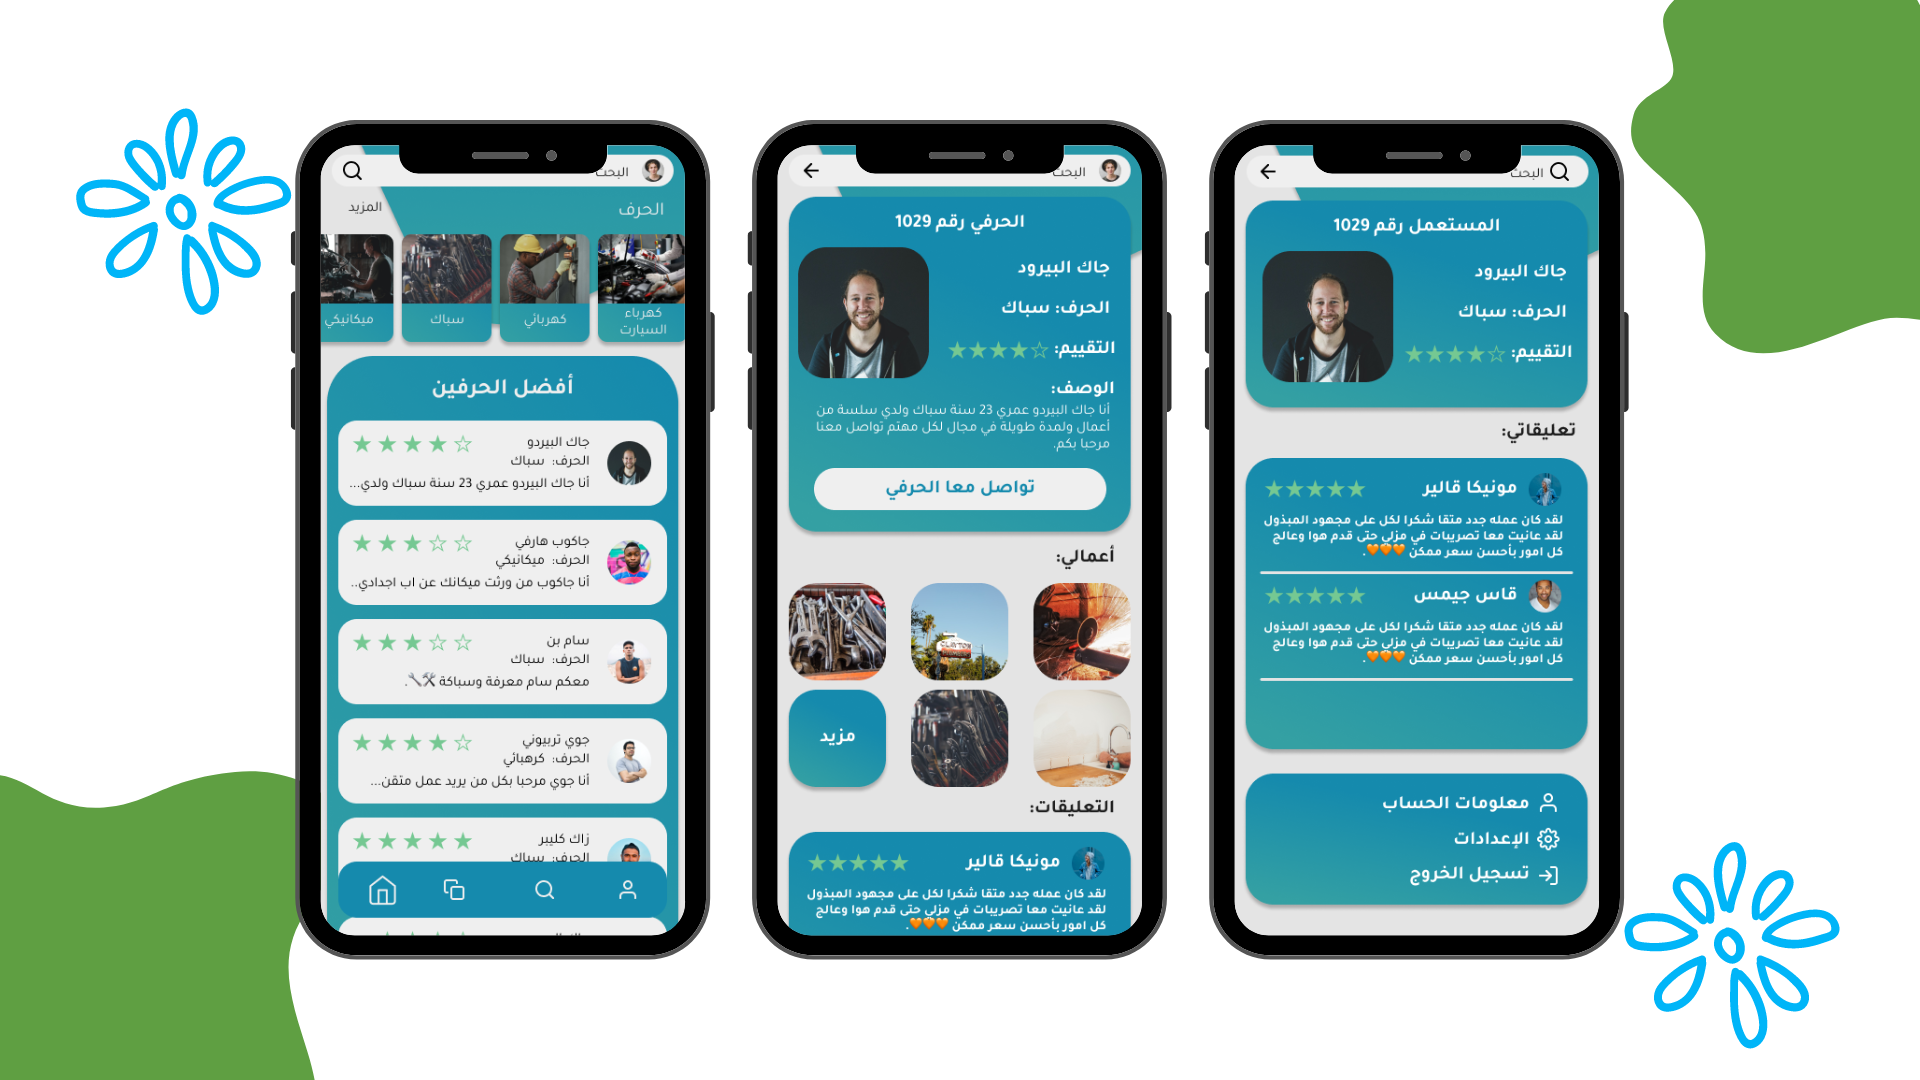 البحث
الحرف
المزيد
كهرباء
السيارت
كهربائي
سباك
ميكانيكي
أفضل الحرفين
جاك البيردو
الحرف: سباك
أنا جاك البيردو عمري 23 سنة سباك ولدي...
جاكوب هارفي
الحرف: ميكانيكي
أنا جاكوب من ورثت ميكانك عن اب اجدادي..
سام بن
الحرف: سباك
معكم سام معرفة وسباكة 🛠🔧.
جوي تربيوني
الحرف: كرهبائي
أنا جوي مرحبا بكل من يريد عمل متقن...
زاك كليبر
الحرف: سباك
البحث
الحرفي رقم 1029
جاك البيرود
الحرف: سباك
التقييم:
الوصف:
أنا جاك البيردو عمري 23 سنة سباك ولدي سلسة من
أعمال ولمدة طويلة في مجال لكل مهتم تواصل معنا
مرحبا بكم.
تواصل معا الحرفي
أعمالي:
CLAYTON
مزيد
التعليقات:
مونيكا قالير
لقد كان عمله جدد متقا شكرا لكل على مجهود المبذول
لقد عانيت معا تصريبات في مزلي حتى قدم هوا وعالج
كل امور بأحسن سعر ممكن 🧡🧡🧡.
البحث
المستعمل رقم 1029
جاك البيرود
الحرف: سباك
التقييم:
تعليقاتي:
مونيكا قالير
لقد كان عمله جدد متقا شكرا لكل على مجهود المبذول
لقد عانيت معا تصريبات في مزلي حتى قدم هوا وعالج
كل امور بأحسن سعر ممكن 🧡🧡🧡.
قاس جيمس
لقد كان عمله جدد متقا شكرا لكل على مجهود المبذول
لقد عانيت معا تصريبات في مزلي حتى قدم هوا وعالج
كل امور بأحسن سعر ممكن 🧡🧡🧡.
معلومات الحساب
الإعدادات
تسجيل الخروج